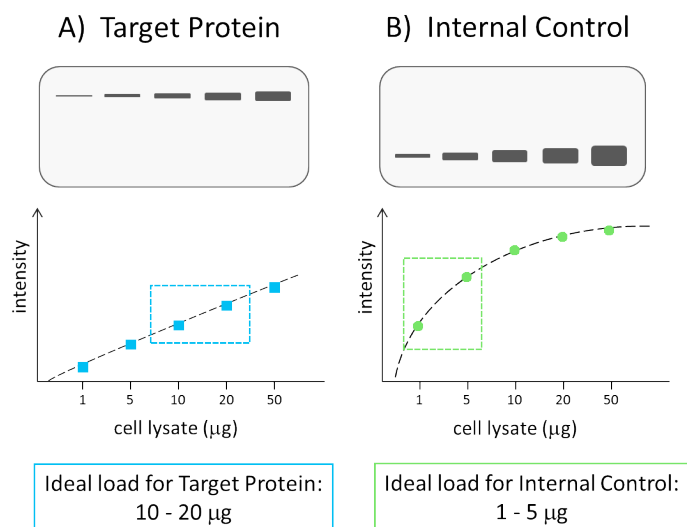 A) Target Protein
B) Internal Control
intensity
1 5 10 20 50
cell lysate (µg)
intensity
1 5 10 20 50
cell lysate (µg)
Ideal load for Target Protein:
10 - 20 µg
Ideal load for Internal Control:
1 - 5 µg